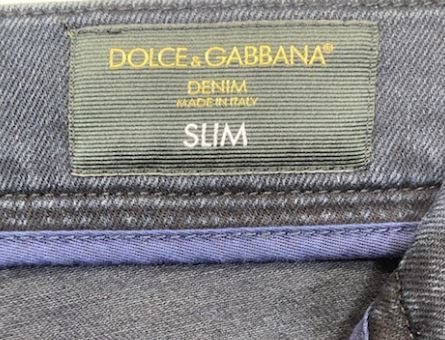 DOLCE & GABBANA®
DENIM
MADE IN ITALY
SLIM